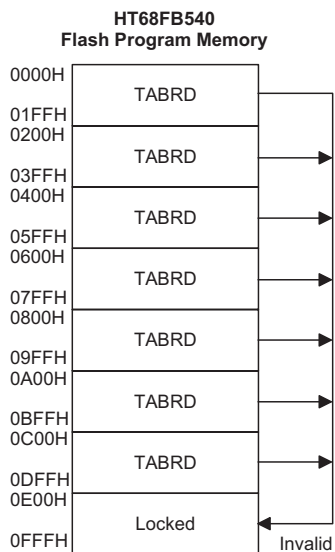 HT68FB540
Flash Program Memory
0000H
TABRD
01FFH
0200H
TABRD
03FFH
0400H
TABRD
05FFH
0600H
TABRD
07FFH
0800H
TABRD
09FFH
0A00H
TABRD
0BFFH
0C00H
TABRD
0DFFH
0E00H
Locked
0FFFH
Invalid